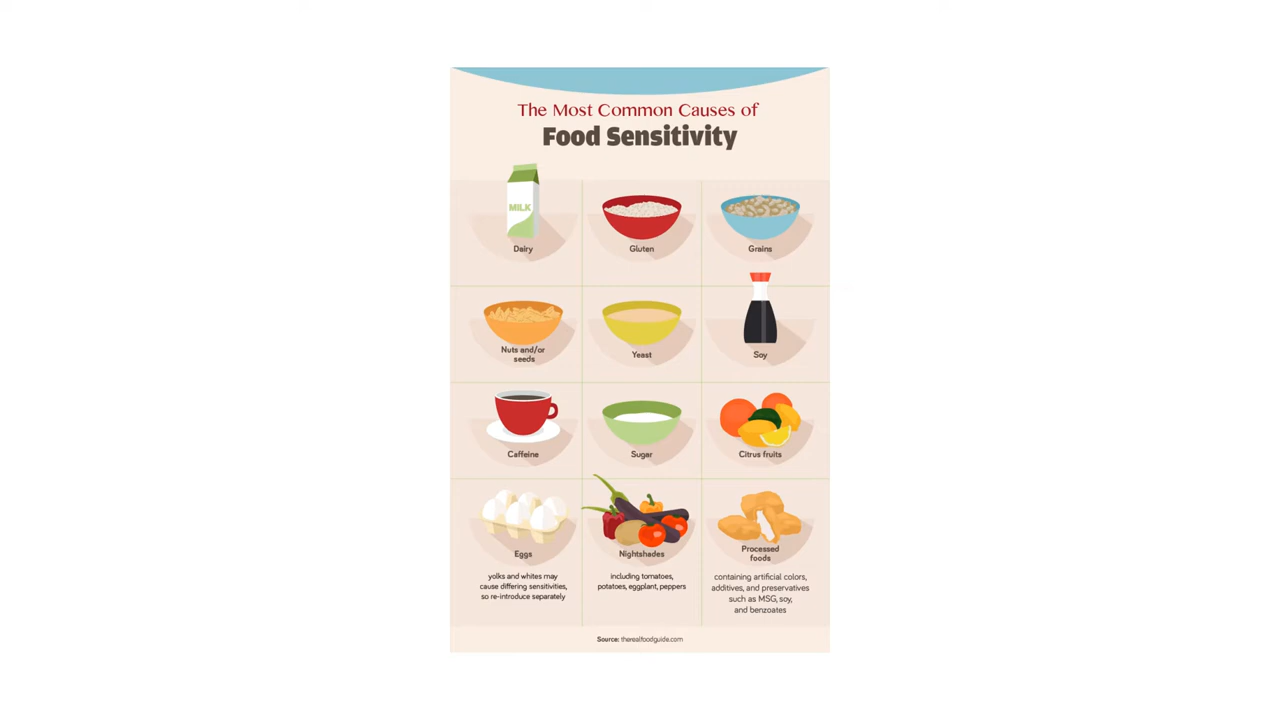 The Most Common Causes of
Food Sensitivity
MILK
Dairy
Gluten
Grains
Nuts and/or
seeds
Yeast
Soy
Caffeine
Sugar
Citrus fruits
Eggs
yolks and whites may
cause differing sensitivities,
so re-introduce separately
Nightshades
including tomatoes,
potatoes, eggplant, peppers
Processed
foods
containing artificial colors,
additives, and preservatives
such as MSG, soy,
and benzoates
Source: therealfoodguide.com